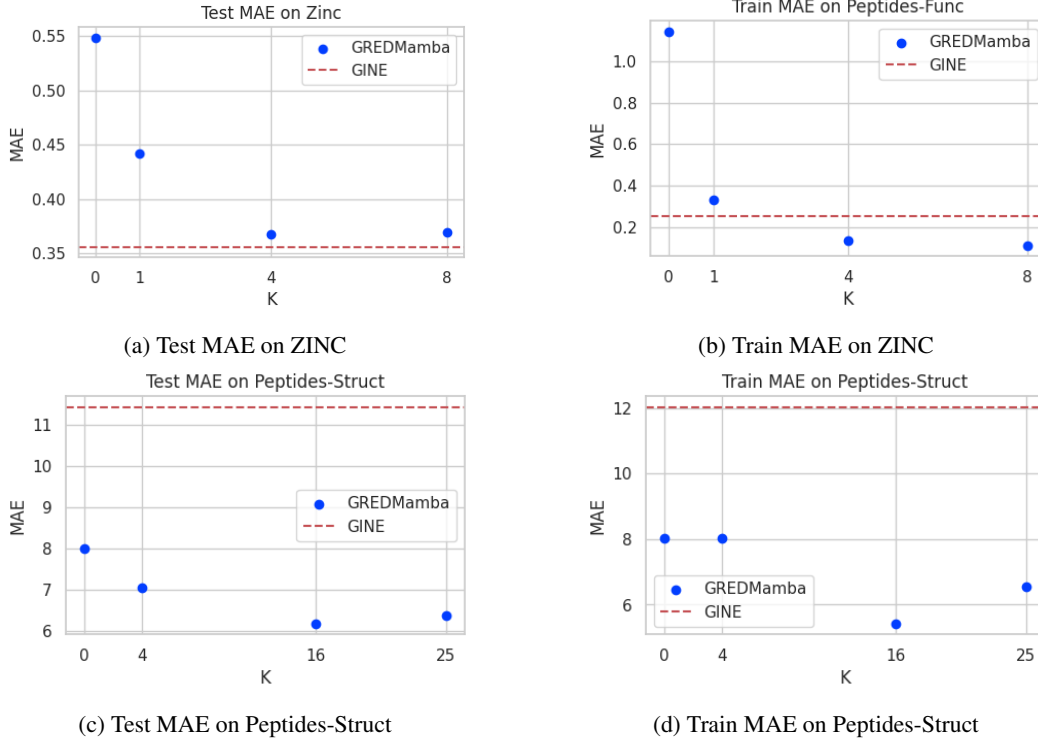 Test MAE on Zinc
0.55
0.50
0.45
0.40
0.35
MAE
GREDMamba
GINE
0 1 4 8
K
(a) Test MAE on ZINC
Train MAE on Peptides-Func
1.0
0.8
0.6
0.4
0.2
MAE
GREDMamba
GINE
0 1 4 8
K
(b) Train MAE on ZINC
Test MAE on Peptides-Struct
11
10
9
8
7
6
MAE
GREDMamba
GINE
0 4 16 25
K
(c) Test MAE on Peptides-Struct
Train MAE on Peptides-Struct
12
10
8
6
MAE
GREDMamba
GINE
0 4 16 25
K
(d) Train MAE on Peptides-Struct